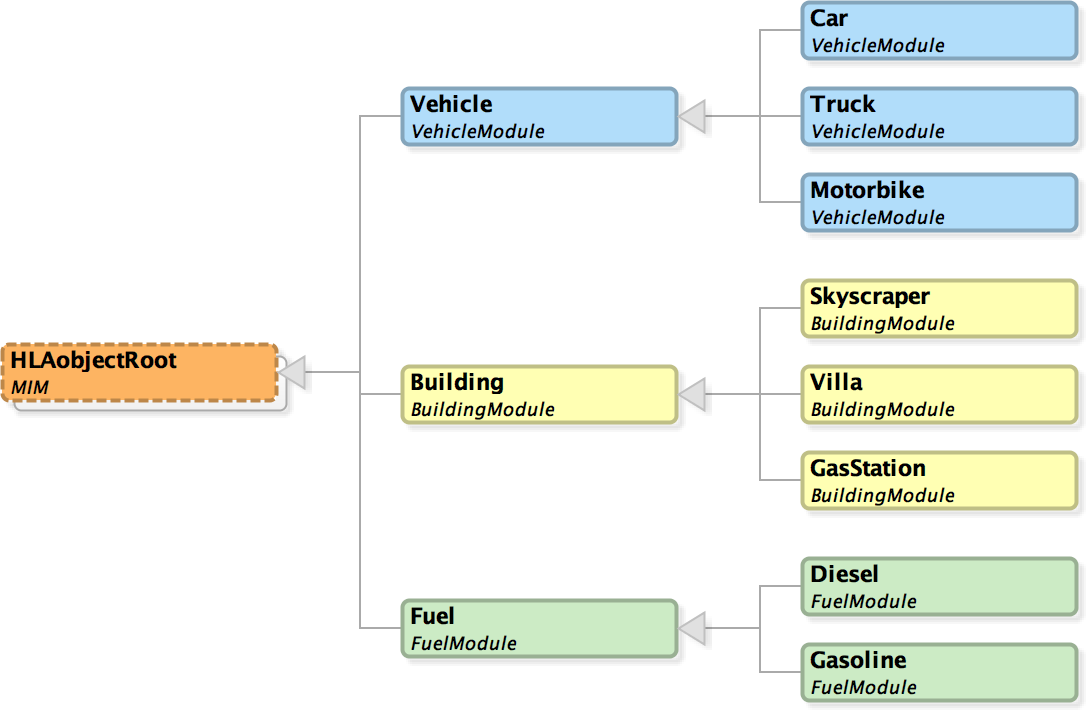 HLAobjectRoot
MIM
Vehicle
VehicleModule
Car
VehicleModule
Truck
VehicleModule
Motorbike
VehicleModule
Building
BuildingModule
Skyscraper
BuildingModule
Villa
BuildingModule
GasStation
BuildingModule
Fuel
FuelModule
Diesel
FuelModule
Gasoline
FuelModule